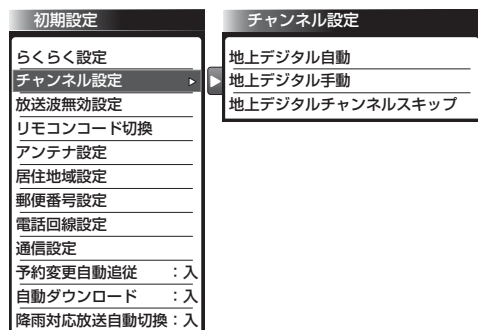 初期設定
らくらく設定
チャンネル設定
放送波無効設定
リモコンコード切換
アンテナ設定
居住地域設定
郵便番号設定
電話回線設定
通信設定
予約変更自動追従 ：入
自動ダウンロード ：入
降雨対応放送自動切換：入
チャンネル設定
地上デジタル自動
地上デジタル手動
地上デジタルチャンネルスキップ